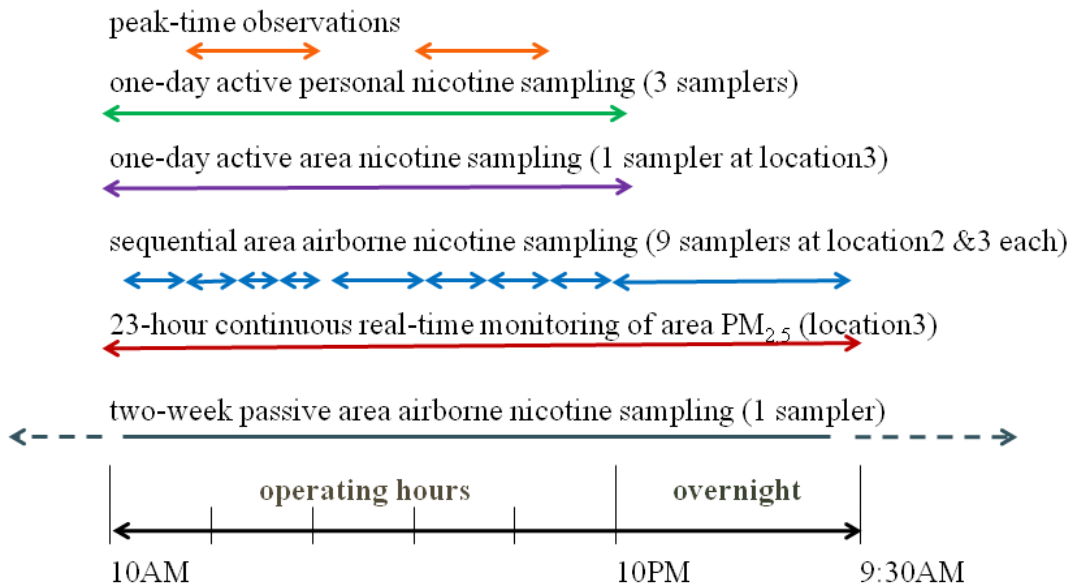 peak-time observations
one-day active personal nicotine sampling (3 samplers)
one-day active area nicotine sampling (1 sampler at location3)
sequential area airborne nicotine sampling (9 samplers at location2 &3 each)
23-hour continuous real-time monitoring of area PM2.5 (location3)
two-week passive area airborne nicotine sampling (1 sampler)
operating hours overnight
10AM 10PM 9:30AM